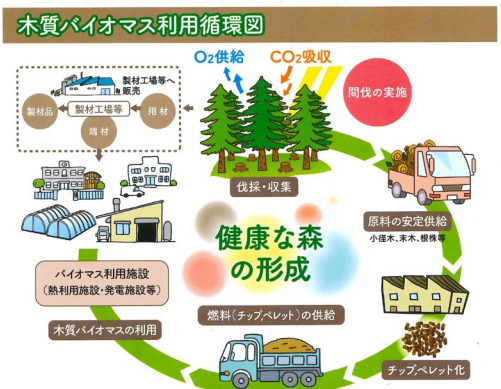 木質バイオマス利用循環図
O2供給
CO2吸収
間伐の実施
製材工場等へ
販売
製材品
製材工場等
用材
端材
伐採・収集
原料の安定供給
小径木、末木、根株等
健康な森
の形成
バイオマス利用施設
(熱利用施設・発電施設等)
燃料(チップ、ペレット)の供給
木質バイオマスの利用
チップ、ペレット化